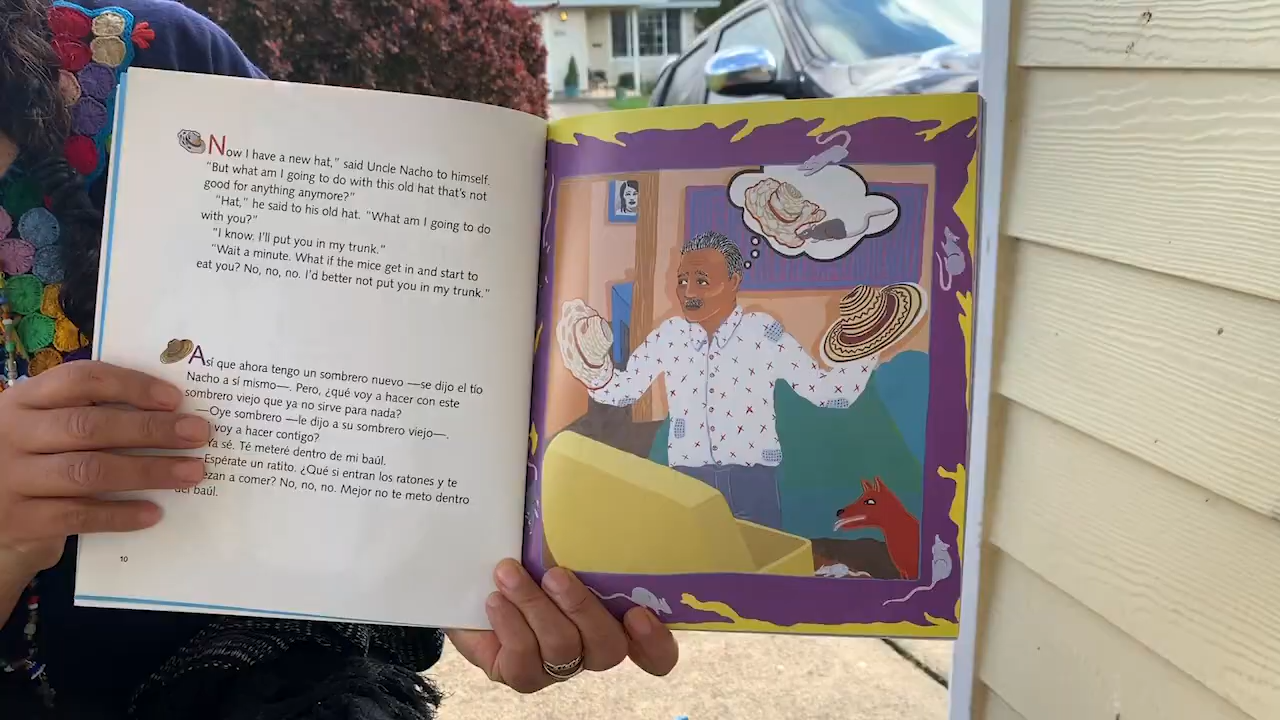 Now I have a new hat," said Uncle Nacho to himself.
"But what am I going to do with this old hat that's not
good for anything anymore?"
"Hat," he said to his old hat. "What am I going to do
with you?"
"I know. I'll put you in my trunk."
"Wait a minute. What if the mice get in and start to
eat you? No, no, no. I'd better not put you in my trunk."
Así que ahora tengo un sombrero nuevo —se dijo el tío
Nacho a sí mismo—. Pero, ¿qué voy a hacer con este
sombrero viejo que ya no sirve para nada?
—Oye sombrero —le dijo a su sombrero viejo—.
voy a hacer contigo?
Ya sé. Té meteré dentro de mi baúl.
—Espérate un ratito. ¿Qué si entran los ratones y te
a comer? No, no, no. Mejor no te meto dentro
del baúl.
10